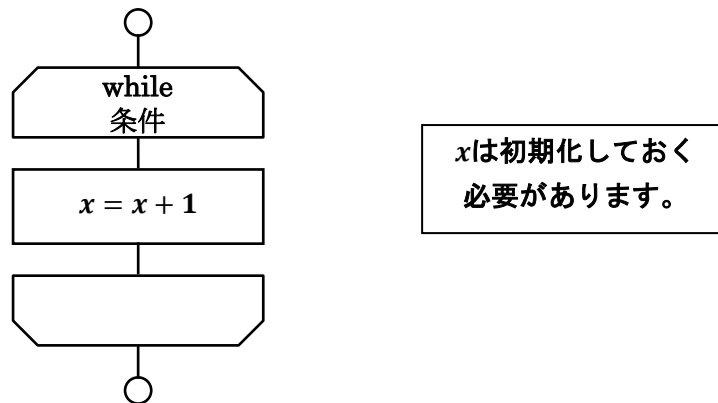 while
条件
x = x + 1
xは初期化しておく
必要があります。